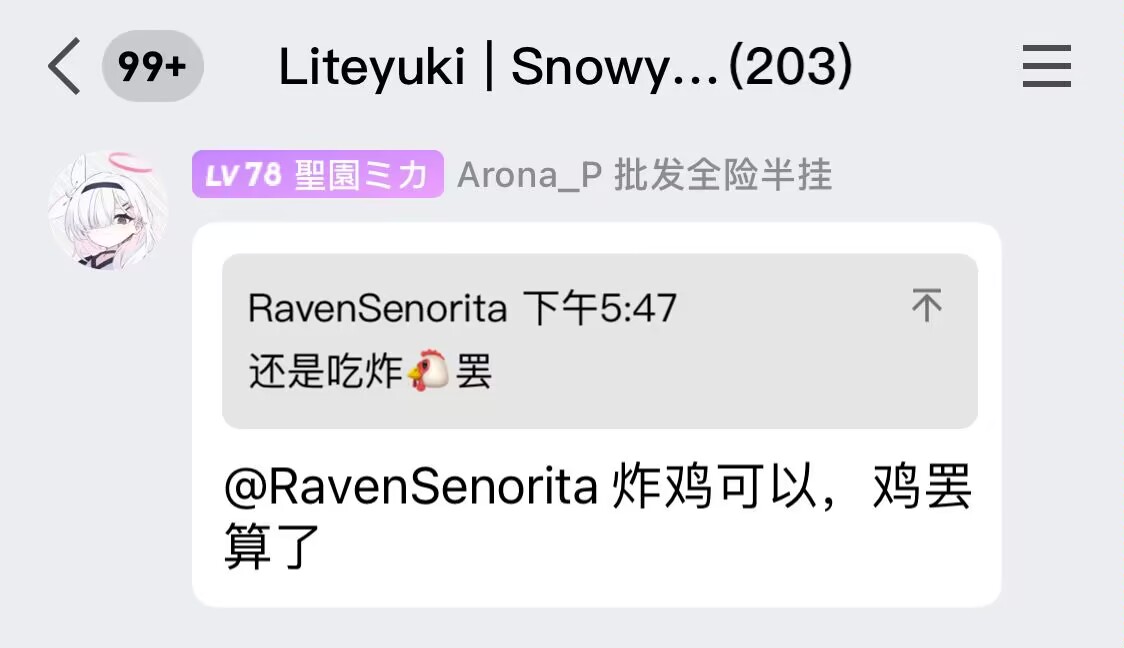 99+ Liteyuki | Snowy...(203)
LV78 聖園ミカ Arona_P 批发全险半挂
RavenSenorita 下午5:47
还是吃炸🐔罢
@RavenSenorita 炸鸡可以，鸡罢
算了